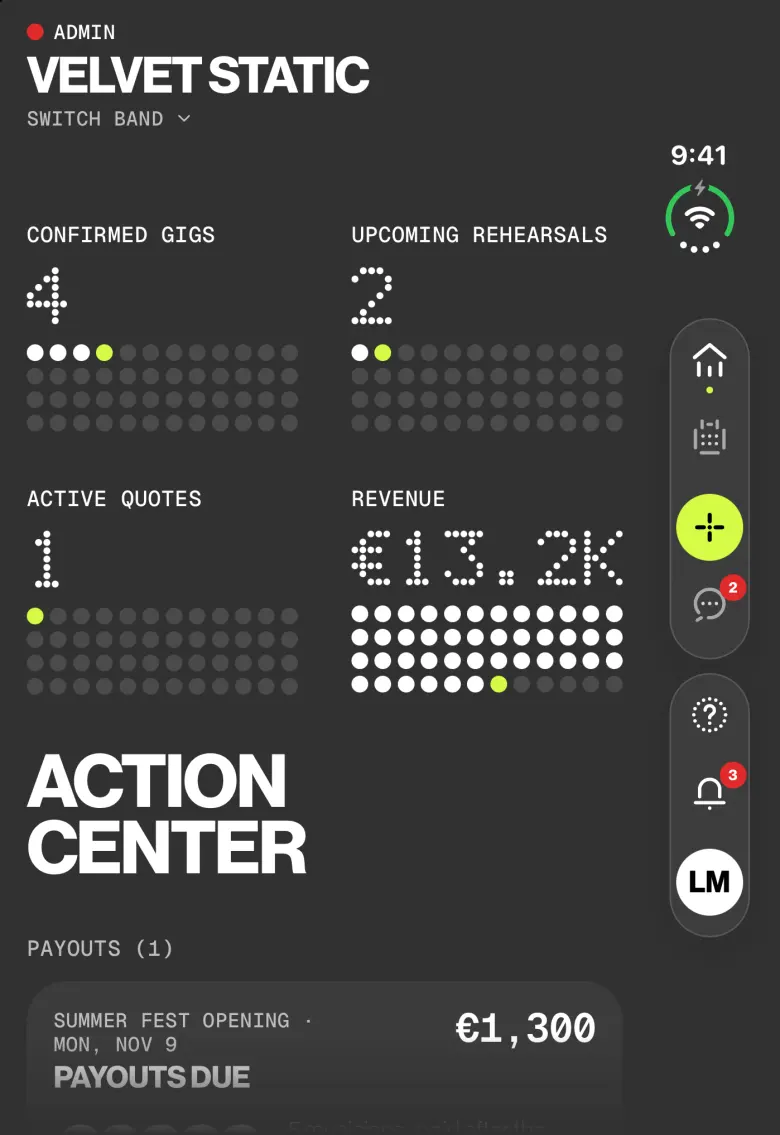 ADMIN
VELVET STATIC
SWITCH BAND
9:41
CONFIRMED GIGS
4
UPCOMING REHEARSALS
2
ACTIVE QUOTES
1
REVENUE
€13.2K
2
?
3
LM
ACTION
CENTER
PAYOUTS (1)
SUMMER FEST OPENING ·
MON, NOV 9
€1,300
PAYOUTS DUE